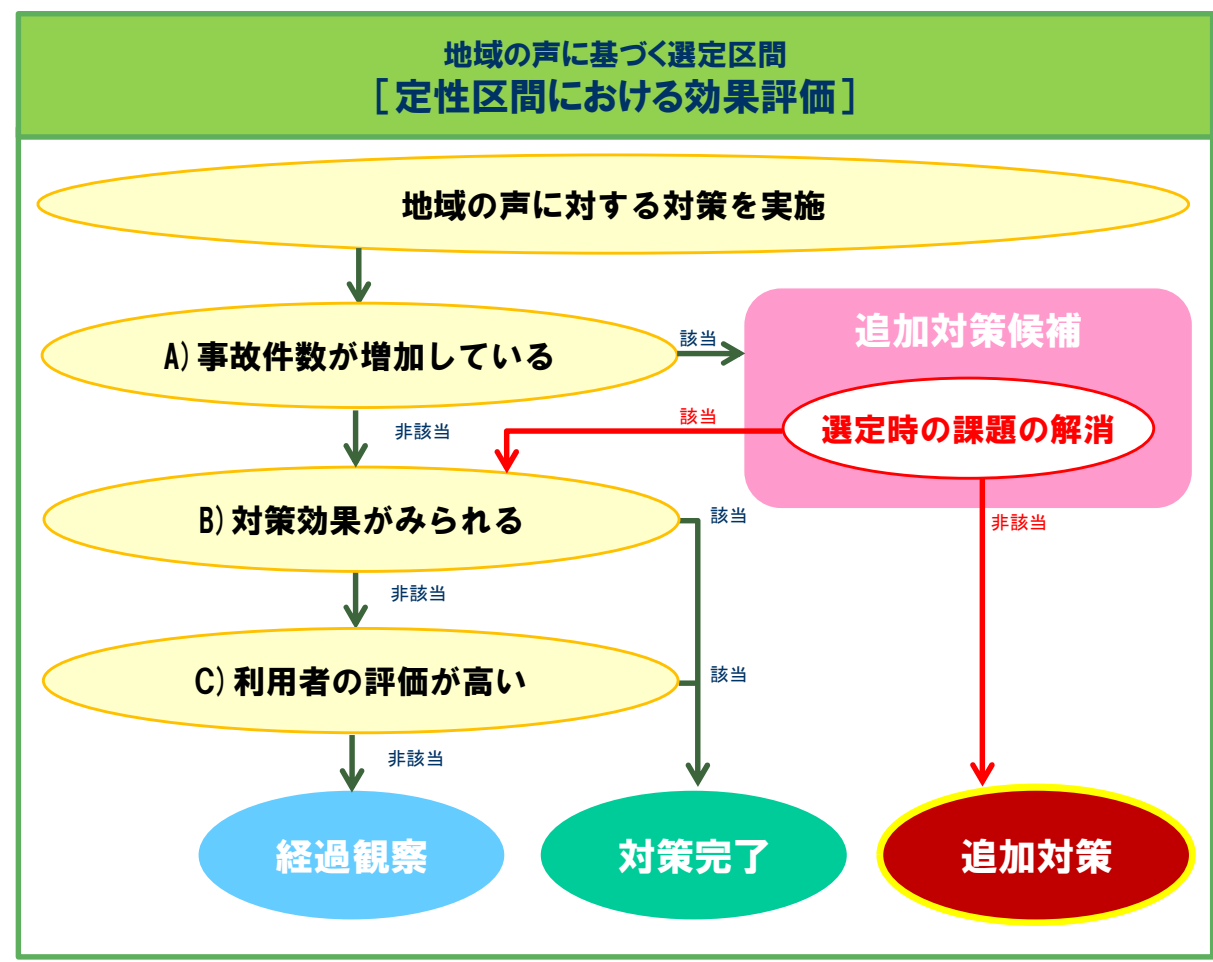 地域の声に基づく選定区間
[定性区間における効果評価]
地域の声に対する対策を実施
A)事故件数が増加している
該当
追加対策候補
選定時の課題の解消
該当
非該当
B)対策効果がみられる
該当
非該当
非該当
C)利用者の評価が高い
該当
非該当
経過観察
対策完了
追加対策